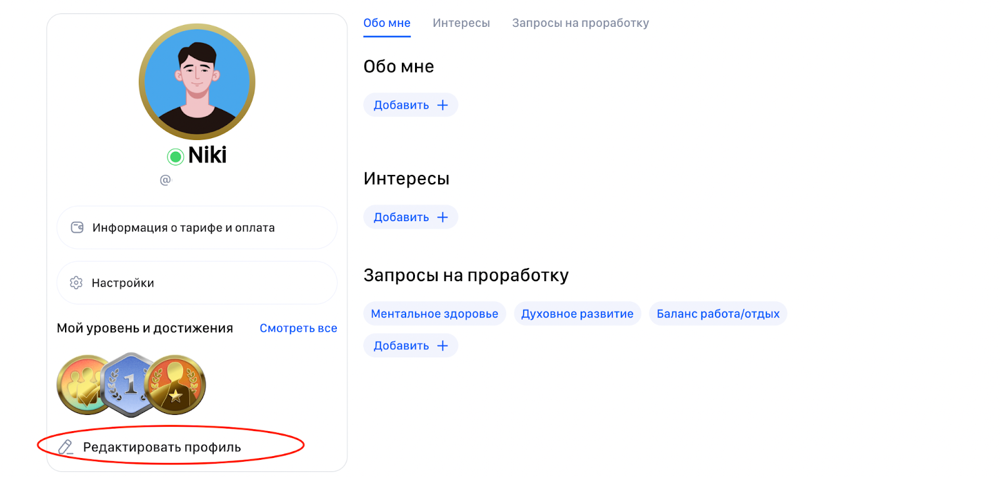 Обо мне Интересы Запросы на проработку
Niki
@
Информация о тарифе и оплата
Настройки
Мой уровень и достижения Смотреть все
1
Редактировать профиль
Обо мне
Добавить +
Интересы
Добавить +
Запросы на проработку
Ментальное здоровье Духовное развитие Баланс работа/отдых
Добавить +